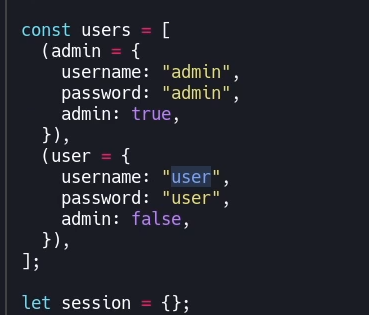 const users = [
  (admin = {
    username: "admin",
    password: "admin",
    admin: true,
  }),
  (user = {
    username: "user",
    password: "user",
    admin: false,
  }),
];

let session = {};